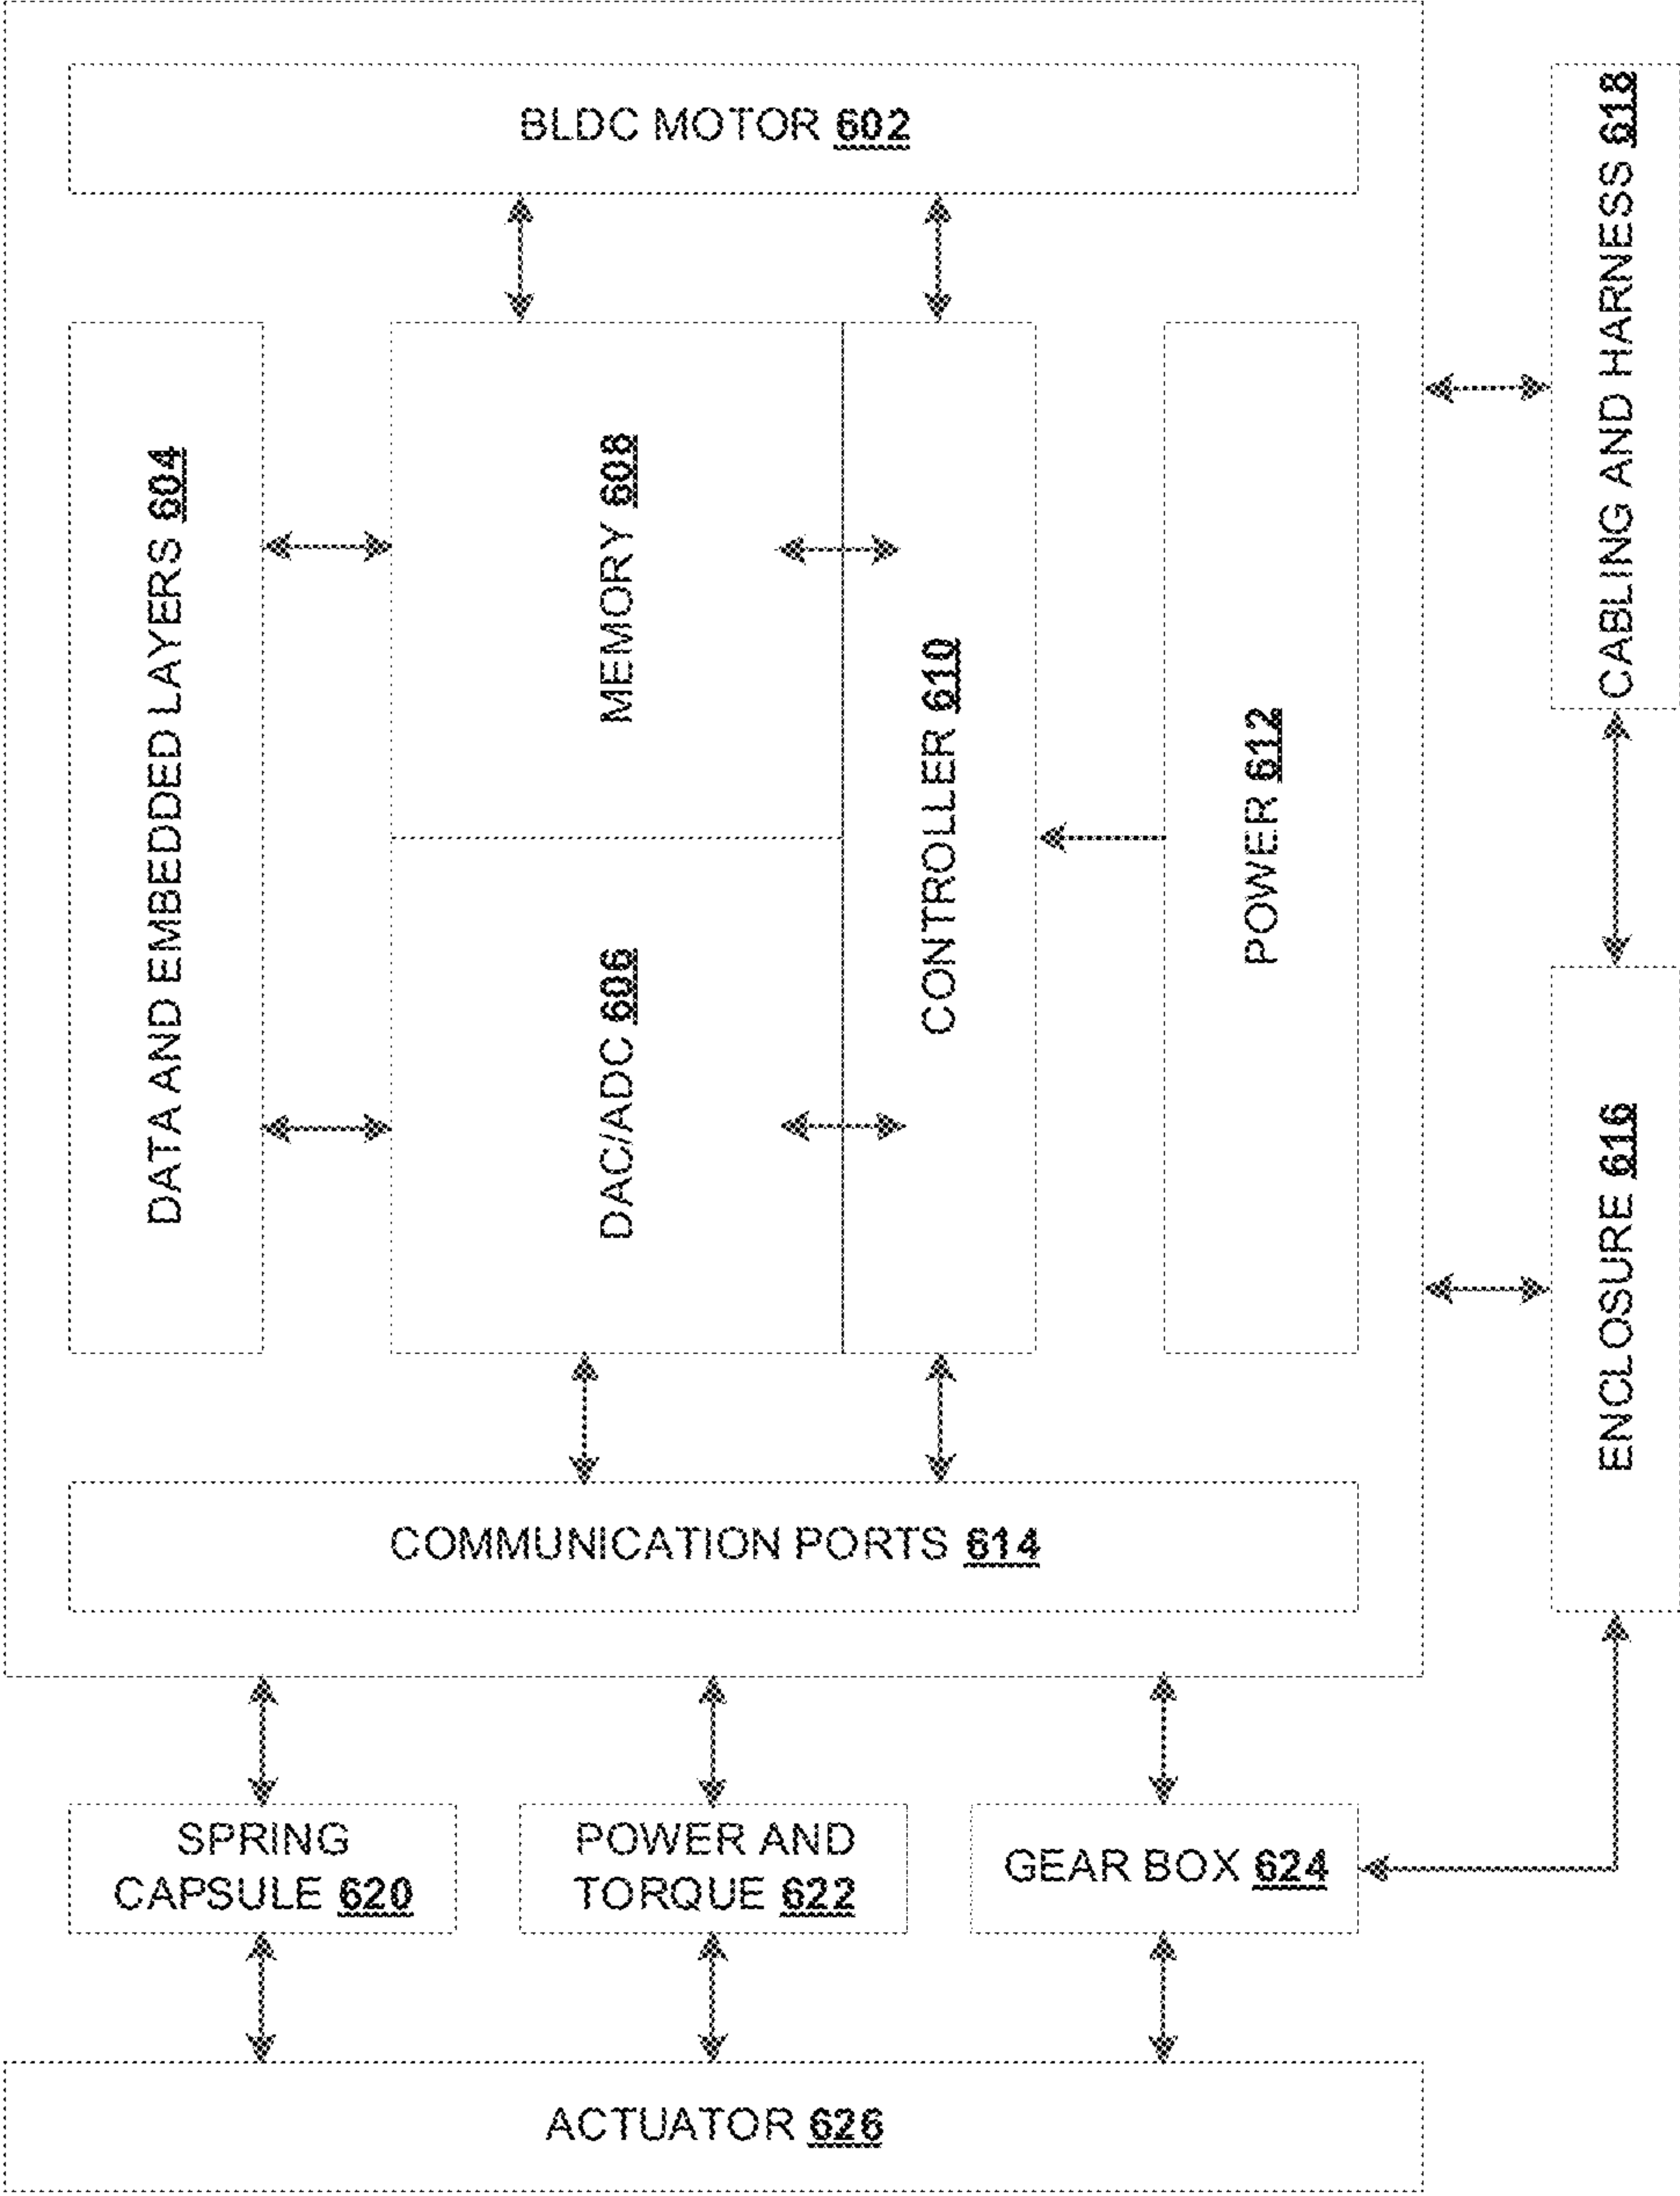 BLDC MOTOR 602
DATA AND EMBEDDED LAYERS 604
MEMORY 608
DAC/ADC 606
CONTROLLER 610
POWER 612
CABLING AND HARNESS 618
ENCLOSURE 616
COMMUNICATION PORTS 614
SPRING
CAPSULE 620
POWER AND
TORQUE 622
GEAR BOX 624
ACTUATOR 626